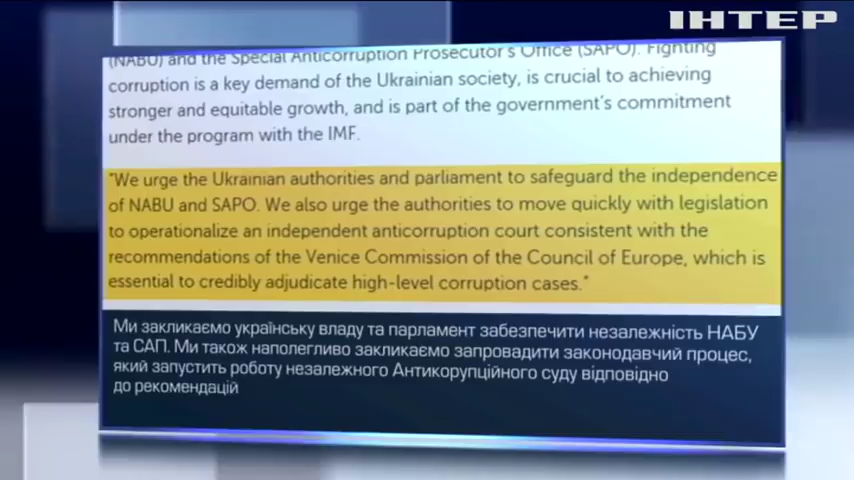 ІНТЕР
(NABU) and the Special Anticorruption Prosecutor's Office (SAPO). Fighting
corruption is a key demand of the Ukrainian society, is crucial to achieving
stronger and equitable growth, and is part of the government's commitment
under the program with the IMF.
"We urge the Ukrainian authorities and parliament to safeguard the independence
of NABU and SAPO. We also urge the authorities to move quickly with legislation
to operationalize an independent anticorruption court consistent with the
recommendations of the Venice Commission of the Council of Europe, which is
essential to credibly adjudicate high-level corruption cases."
Ми закликаємо українську владу та парламент забезпечити незалежність НАБУ
та САП. Ми також наполегливо закликаємо запровадити законодавчий процес,
який запустить роботу незалежного Антикорупційного суду відповідно
до рекомендацій